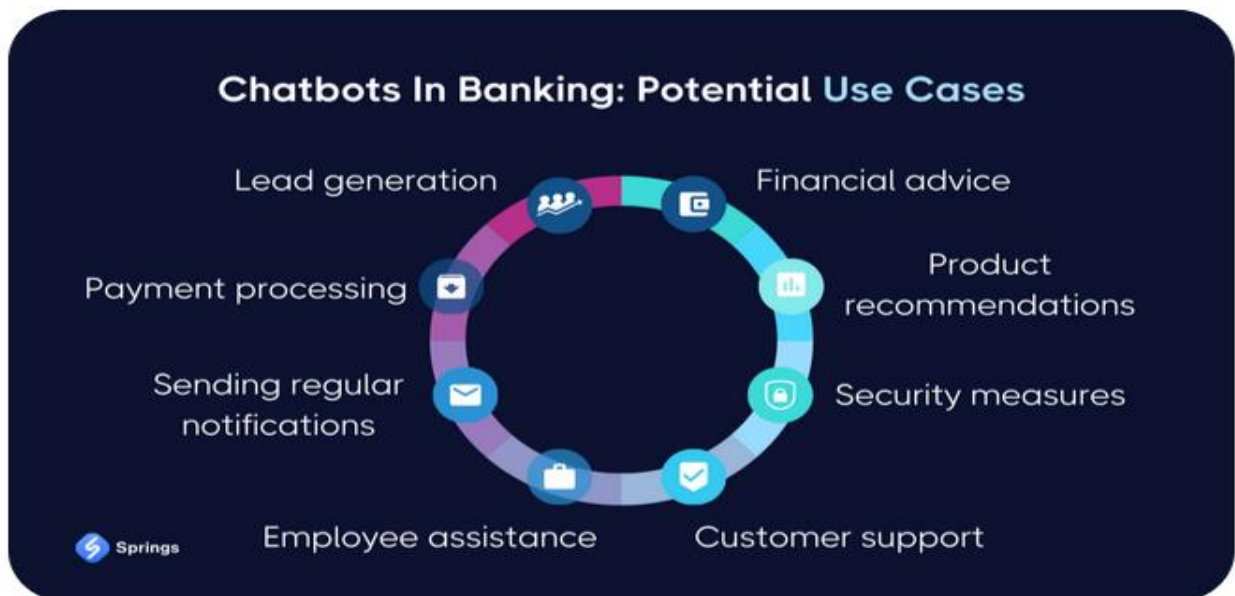 Chatbots In Banking: Potential Use Cases
Lead generation
Financial advice
Payment processing
Product
recommendations
Sending regular
notifications
Security measures
Employee assistance
Customer support
Springs